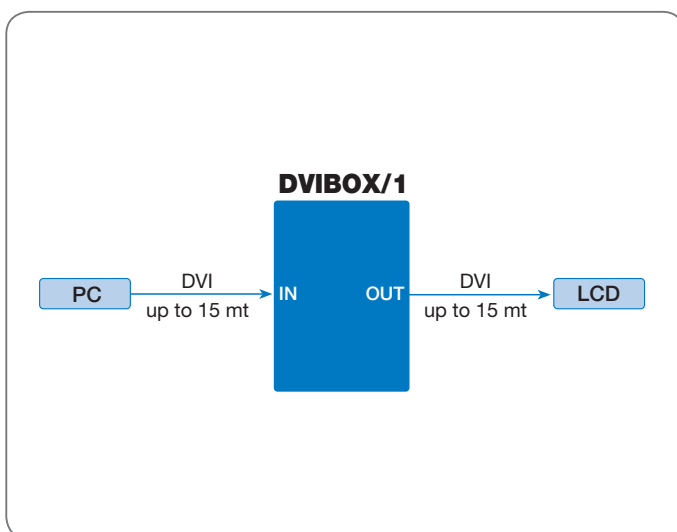 DVIBOX/1
PC
DVI
up to 15 mt
IN
OUT
DVI
up to 15 mt
LCD